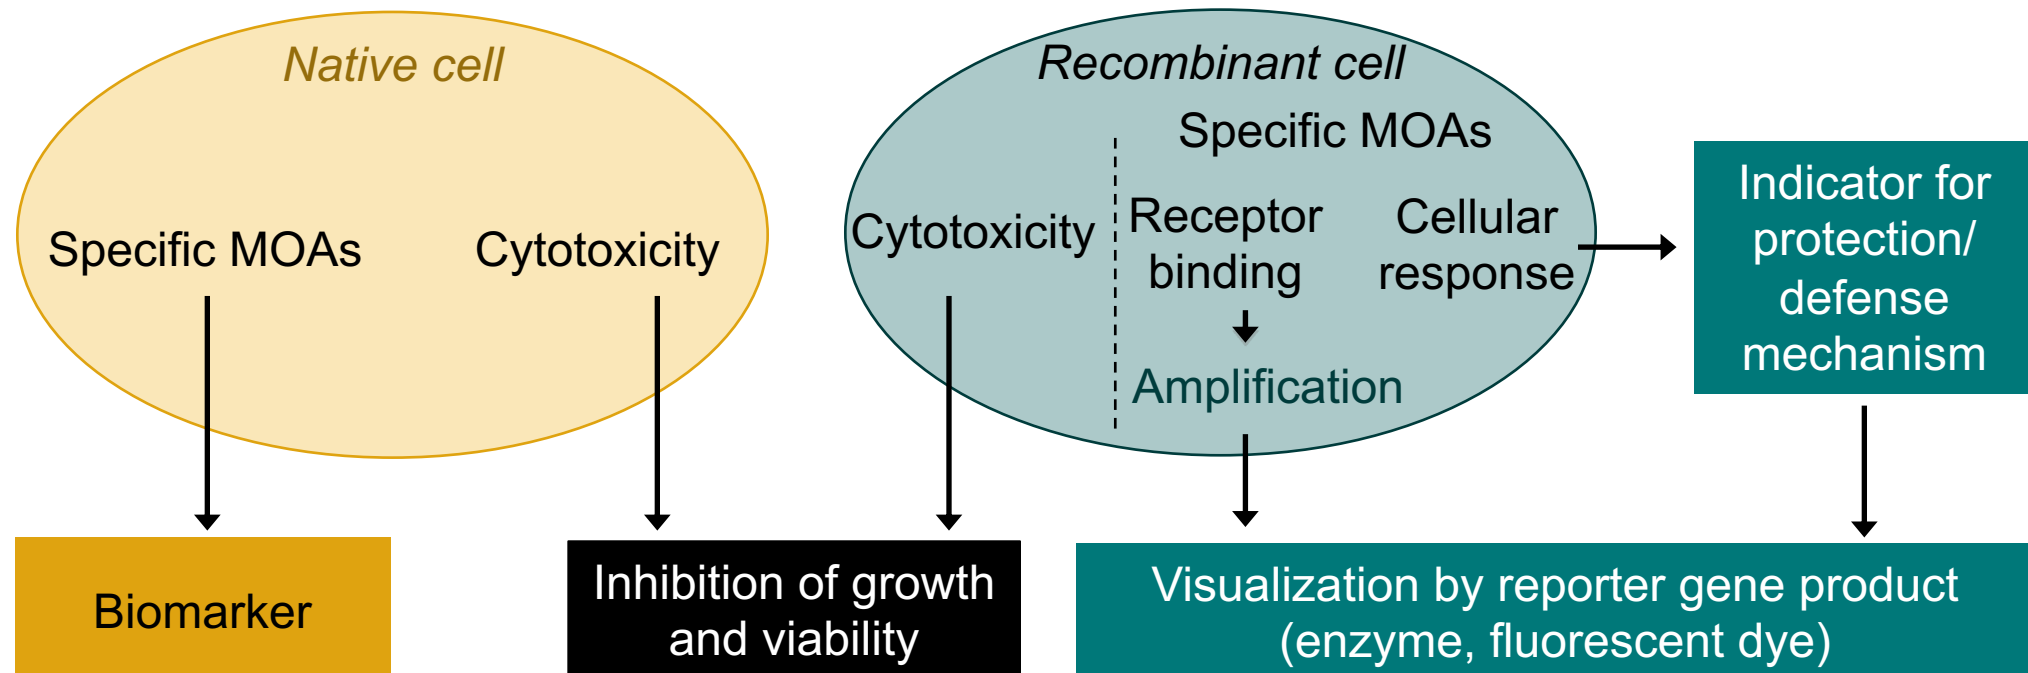 Native cell
Specific MOAs
Cytotoxicity
Biomarker
Recombinant cell
Specific MOAs
Cytotoxicity
Receptor
binding
Cellular
response
Amplification
Indicator for
protection/
defense
mechanism
Inhibition of growth
and viability
Visualization by reporter gene product
(enzyme, fluorescent dye)